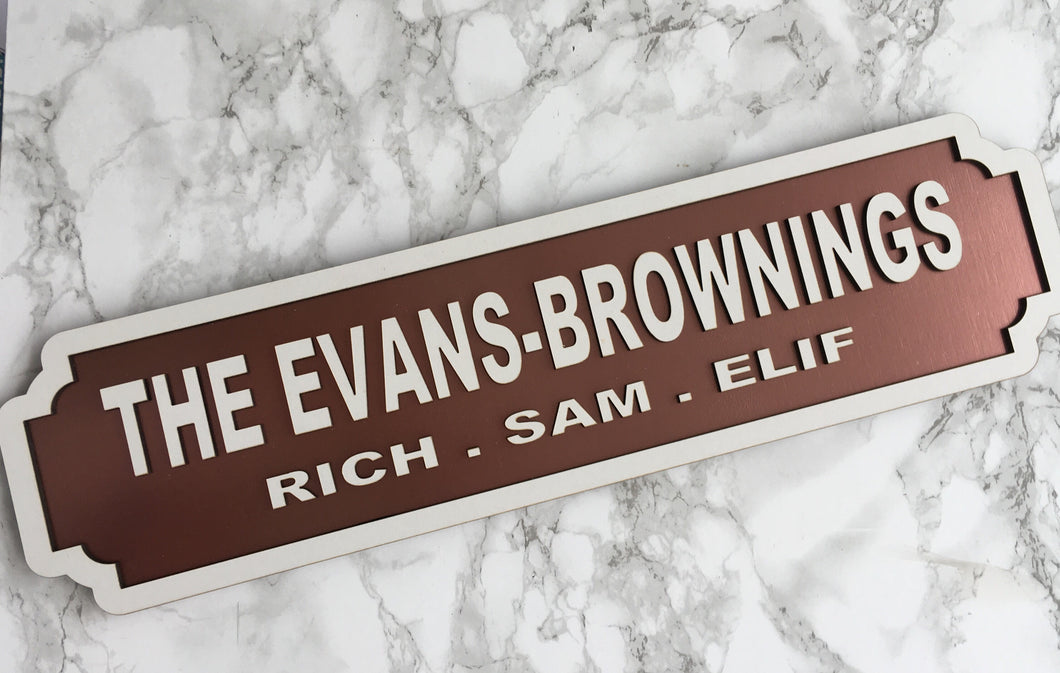 THE EVANS-BROWNINGS
RICH . SAM . ELIF